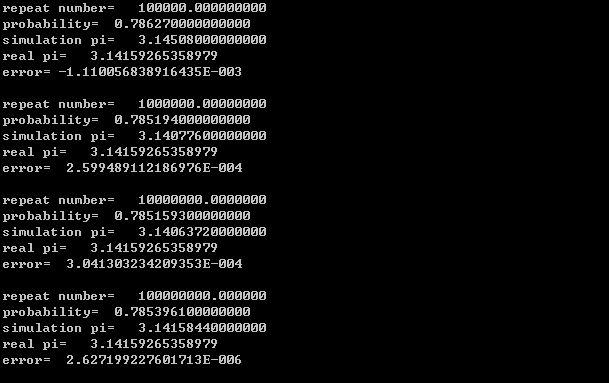 repeat number=   100000.000000000
probability=  0.786270000000000
simulation pi=   3.14508000000000
real pi=   3.14159265358979
error= -1.110056838916435E-003
repeat number=   1000000.00000000
probability=  0.785194000000000
simulation pi=   3.14077600000000
real pi=   3.14159265358979
error=  2.599489112186976E-004
repeat number=   10000000.0000000
probability=  0.785159300000000
simulation pi=   3.14063720000000
real pi=   3.14159265358979
error=  3.041303234209353E-004
repeat number=   100000000.000000
probability=  0.785396100000000
simulation pi=   3.14158440000000
real pi=   3.14159265358979
error=  2.627199227601713E-006